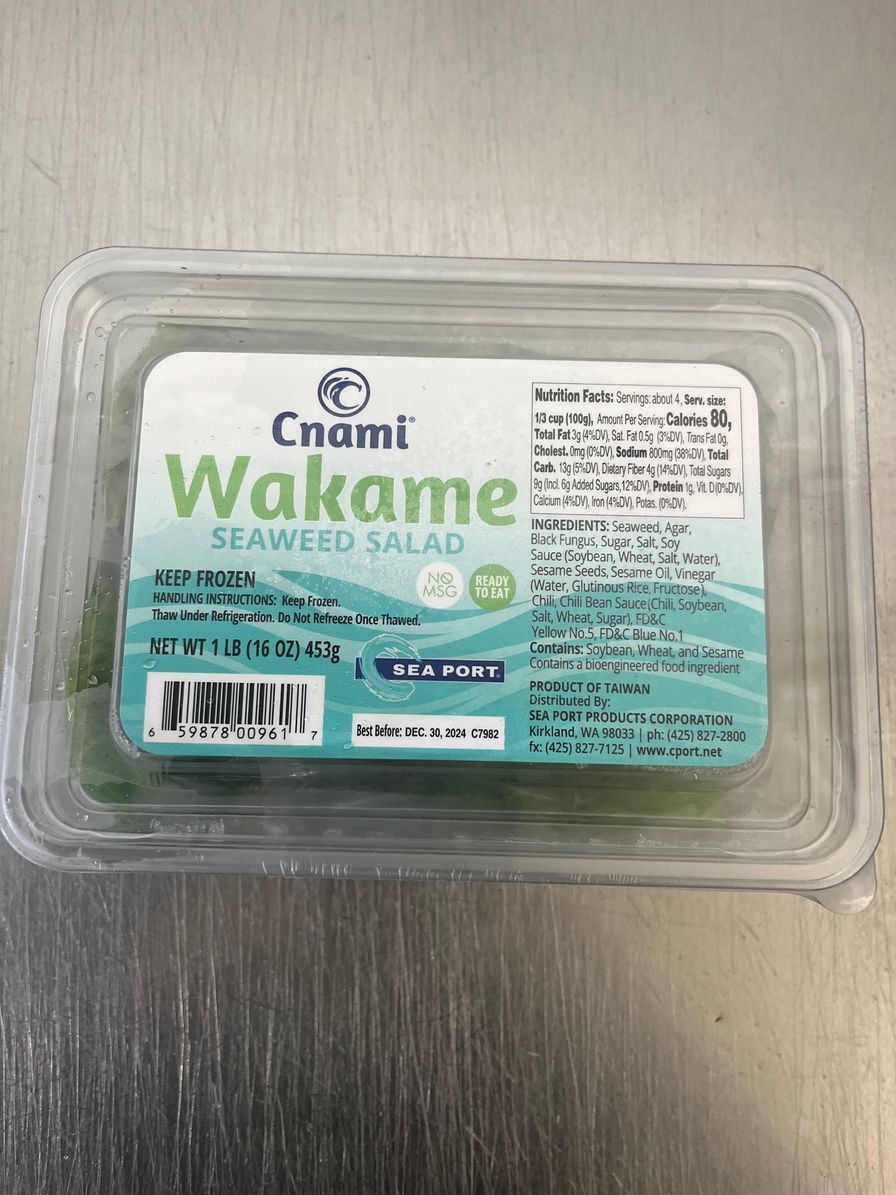 Cnami®
Wakame
SEAWEED SALAD
KEEP FROZEN
HANDLING INSTRUCTIONS: Keep Frozen.
Thaw Under Refrigeration. Do Not Refreeze Once Thawed.
NO
MSG
READY
TO EAT
NET WT 1 LB (16 OZ) 453g
SEA PORT®
6 59878 00961 7
Best Before: DEC. 30, 2024 C7982
Nutrition Facts: Servings: about 4, Serv. size:
1/3 cup (100g), Amount Per Serving: Calories 80,
Total Fat 3g (4%DV), Sat. Fat 0.5g (3%DV), Trans Fat 0g,
Cholest. 0mg (0%DV), Sodium 800mg (38%DV), Total
Carb. 13g (5%DV), Dietary Fiber 4g (14%DV), Total Sugars
9g (Incl. 6g Added Sugars, 12%DV), Protein 1g, Vit. D (0%DV),
Calcium (4%DV), Iron (4%DV), Potas. (0%DV).
INGREDIENTS: Seaweed, Agar,
Black Fungus, Sugar, Salt, Soy
Sauce (Soybean, Wheat, Salt, Water),
Sesame Seeds, Sesame Oil, Vinegar
(Water, Glutinous Rice, Fructose),
Chili, Chili Bean Sauce (Chili, Soybean,
Salt, Wheat, Sugar), FD&C
Yellow No.5, FD&C Blue No.1
Contains: Soybean, Wheat, and Sesame
Contains a bioengineered food ingredient
PRODUCT OF TAIWAN
Distributed By:
SEA PORT PRODUCTS CORPORATION
Kirkland, WA 98033 | ph: (425) 827-2800
fx: (425) 827-7125 | www.cport.net